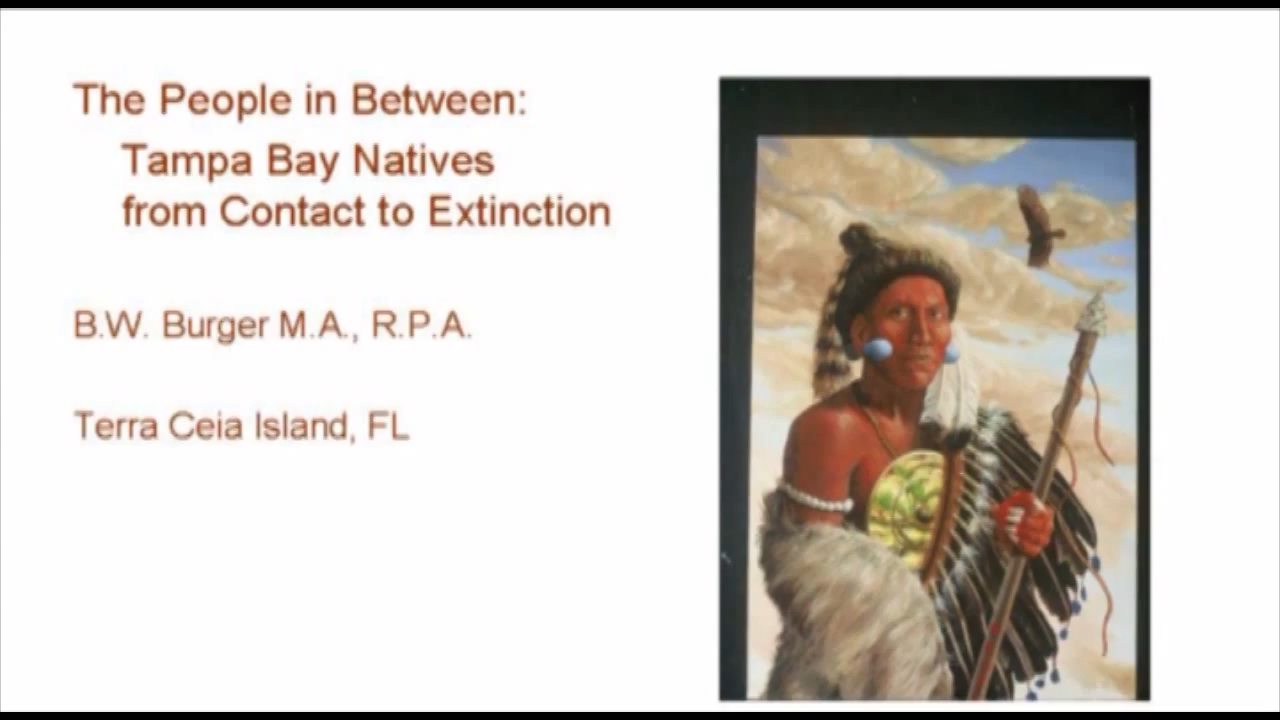 The People in Between:
Tampa Bay Natives
from Contact to Extinction
B.W. Burger M.A., R.P.A.
Terra Ceia Island, FL